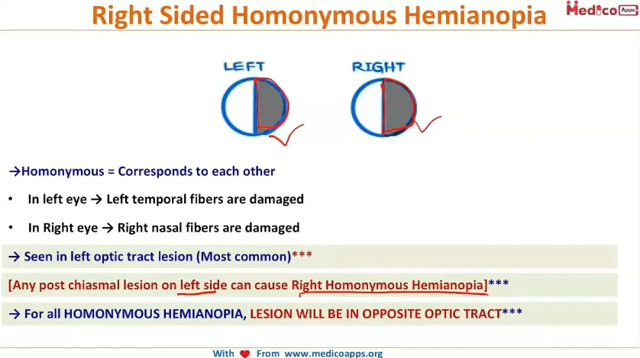 Right Sided Homonymous Hemianopia
Medico
Apps
LEFT
RIGHT
→Homonymous = Corresponds to each other
• In left eye → Left temporal fibers are damaged
• In Right eye → Right nasal fibers are damaged
→ Seen in left optic tract lesion (Most common)***
[Any post chiasmal lesion on left side can cause Right Homonymous Hemianopia]***
→ For all HOMONYMOUS HEMIANOPIA, LESION WILL BE IN OPPOSITE OPTIC TRACT***
With ❤ From www.medicoapps.org